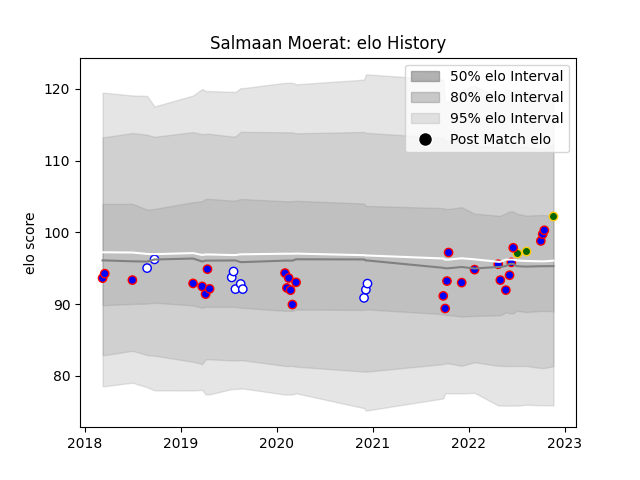 Salmaan Moerat: elo History
50% elo Interval
80% elo Interval
95% elo Interval
Post Match elo
elo score
120
110
100
90
80
2018
2019
2020
2021
2022
2023